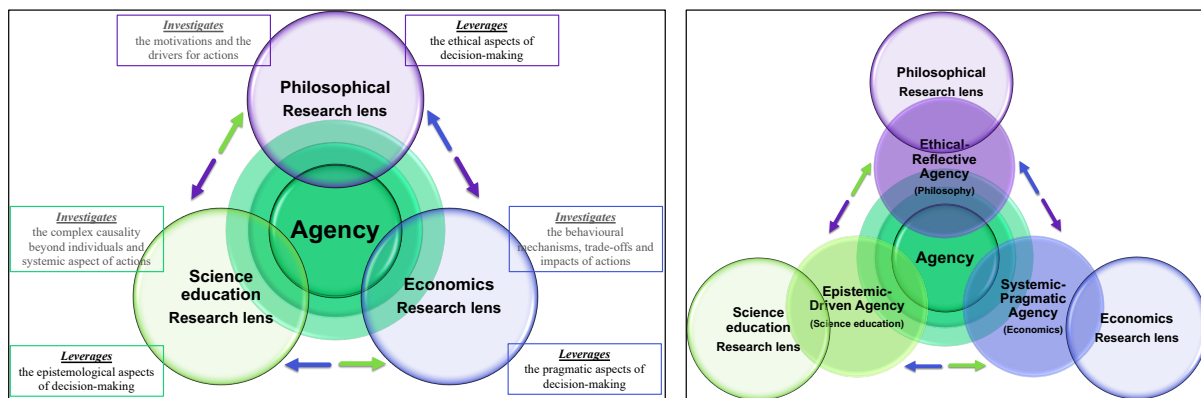 Investigates
the motivations and the
drivers for actions
Leverages
the ethical aspects of
decision-making
Philosophical
Research lens
Agency
Investigates
the complex causality
beyond individuals and
systemic aspect of actions
Investigates
the behavioural
mechanisms, trade-offs and
impacts of actions
Science
education
Research lens
Economics
Research lens
Leverages
the epistemological aspects
of decision-making
Leverages
the pragmatic aspects of
decision-making
Philosophical
Research lens
Ethical-
Reflective
Agency
(Philosophy)
Agency
Epistemic-
Driven Agency
(Science education)
Systemic-
Pragmatic
Agency
(Economics)
Science
education
Research lens
Economics
Research lens